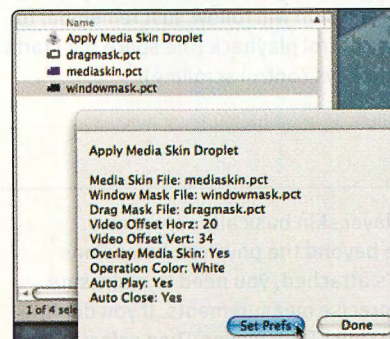 Name
Apply Media Skin Droplet
dragmask.pct
mediaskin.pct
windowmask.pct
Apply Media Skin Droplet
Media Skin File: mediaskin.pct
Window Mask File: windowmask.pct
Drag Mask File: dragmask.pct
Video Offset Horz: 20
Video Offset Vert: 34
Overlay Media Skin: Yes
Operation Color: White
Auto Play: Yes
Auto Close: Yes
1 of 4 sele
Set Prefs
Done